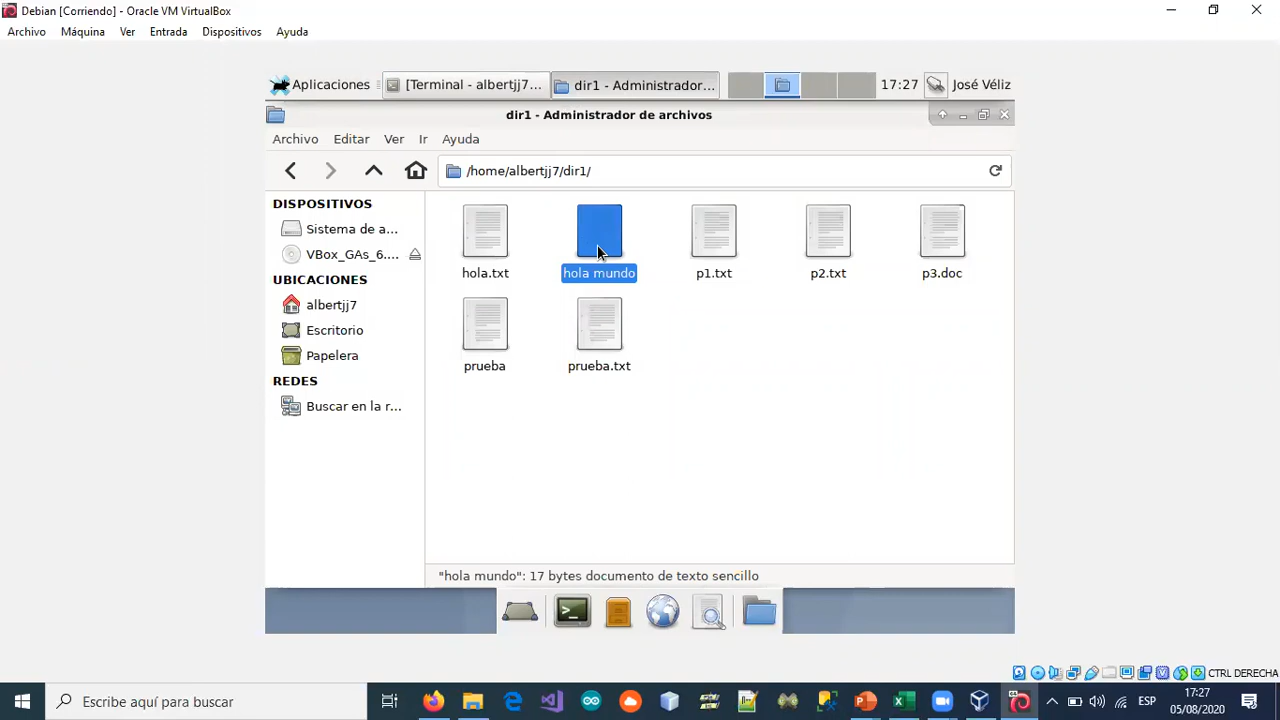 Debian [Corriendo] - Oracle VM VirtualBox
Archivo Máquina Ver Entrada Dispositivos Ayuda
Aplicaciones [Terminal - albertjj7... dir1 - Administrador... 17:27 José Véliz
dir1 - Administrador de archivos
Archivo Editar Ver Ir Ayuda
/home/albertjj7/dir1/
DISPOSITIVOS
Sistema de a...
VBox_GAs_6....
UBICACIONES
albertjj7
Escritorio
Papelera
REDES
Buscar en la r...
hola.txt hola mundo p1.txt p2.txt p3.doc
prueba prueba.txt
"hola mundo": 17 bytes documento de texto sencillo
CTRL DERECHA
Escribe aquí para buscar
ESP
17:27
05/08/2020